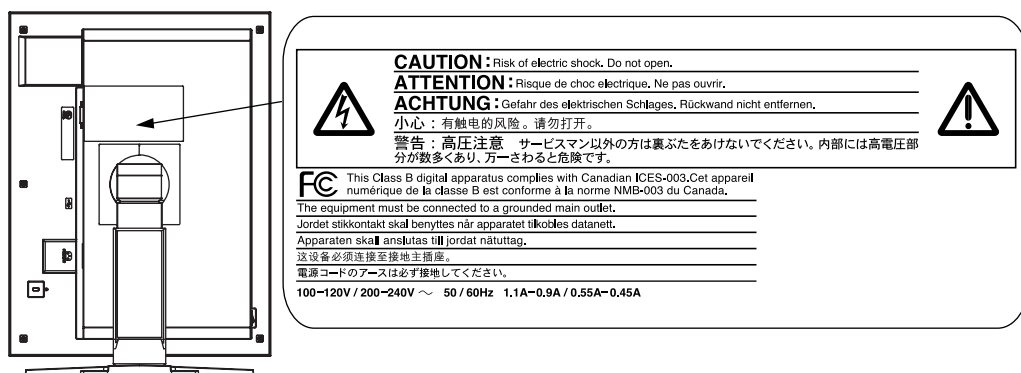 CAUTION : Risk of electric shock. Do not open.
ATTENTION : Risque de choc electrique. Ne pas ouvrir.
ACHTUNG : Gefahr des elektrischen Schlages. Rückwand nicht entfernen.
小心 : 有触电的风险。请勿打开。
警告 : 高圧注意 サービスマン以外の方は裏ぶたをあけないでください。内部には高電圧部
分が数多くあり、万一さわると危険です。
FC This Class B digital apparatus complies with Canadian ICES-003.Cet appareil
numérique de la classe B est conforme à la norme NMB-003 du Canada.
The equipment must be connected to a grounded main outlet.
Jordet stikkontakt skal benyttes når apparatet tilkobles datanett.
Apparaten skall anslutas till jordat nätuttag.
这设备必须连接至接地主插座。
電源コードのアースは必ず接地してください。
100-120V / 200-240V ～ 50 / 60Hz 1.1A-0.9A / 0.55A-0.45A